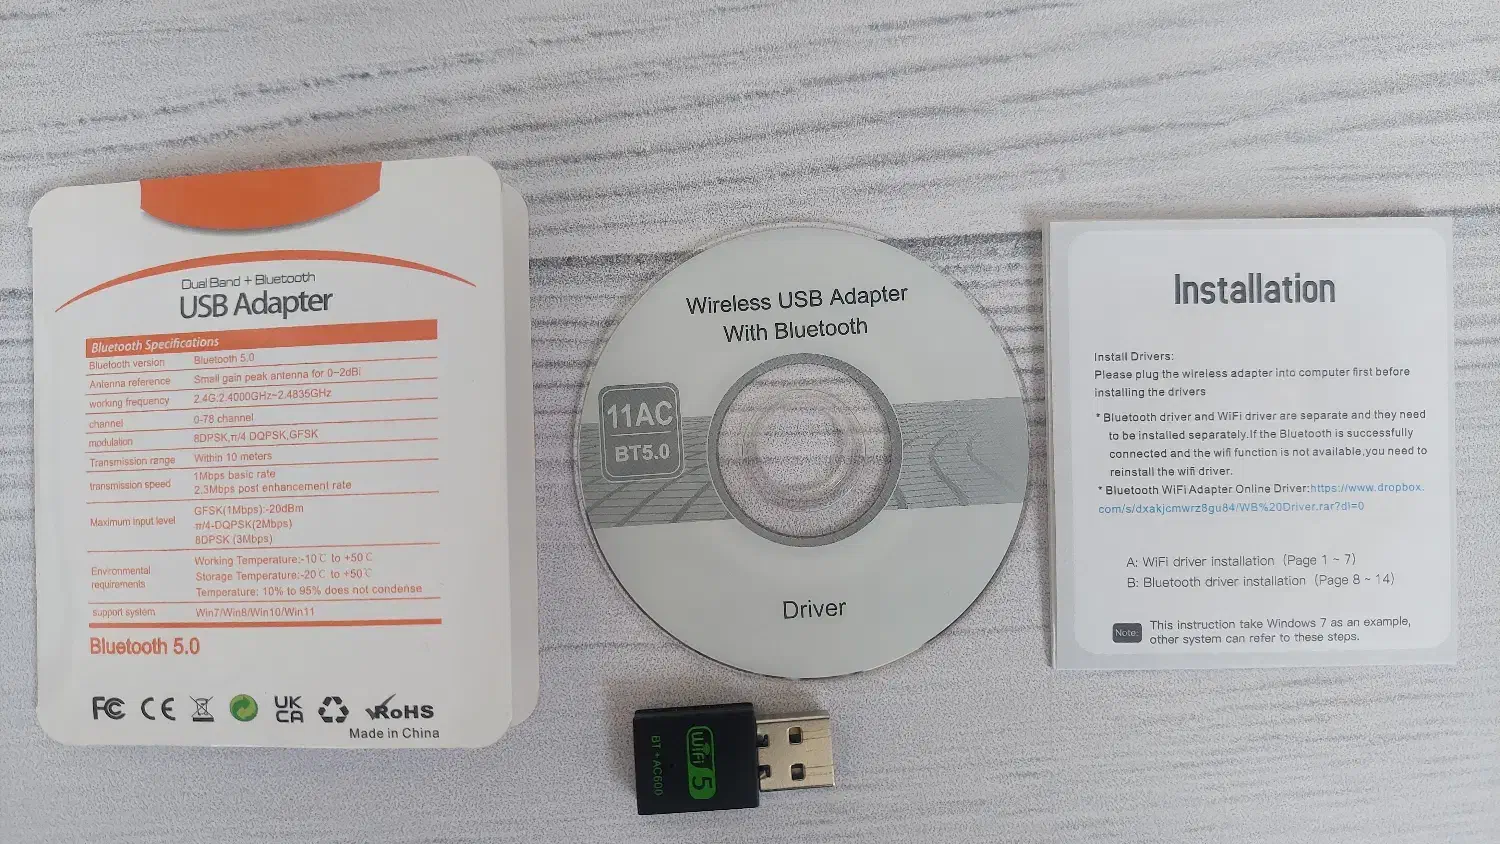 Dual Band + Bluetooth
USB Adapter
Bluetooth Specifications
Bluetooth version Bluetooth 5.0
Antenna reference Small gain peak antenna for 0~2dBi
working frequency 2.4G:2.4000GHz~2.4835GHz
channel 0-78 channel
modulation 8DPSK,π/4 DQPSK,GFSK
Transmission range Within 10 meters
transmission speed 1Mbps basic rate
2.3Mbps post enhancement rate
Maximum input level GFSK(1Mbps):-20dBm
π/4-DQPSK(2Mbps)
8DPSK (3Mbps)
Environmental requirements Working Temperature:-10℃ to +50℃
Storage Temperature:-20℃ to +50℃
Temperature: 10% to 95% does not condense
support system Win7/Win8/Win10/Win11
Bluetooth 5.0
FC CE UK CA RoHS
Made in China
Wireless USB Adapter
With Bluetooth
11AC
BT5.0
Driver
WiFi 5
BT + AC600
Installation
Install Drivers:
Please plug the wireless adapter into computer first before
installing the drivers
* Bluetooth driver and WiFi driver are separate and they need
to be installed separately.If the Bluetooth is successfully
connected and the wifi function is not available,you need to
reinstall the wifi driver.
* Bluetooth WiFi Adapter Online Driver:https://www.dropbox.
com/s/dxakjcmwrz8gu84/WB%20Driver.rar?dl=0
A: WiFi driver installation (Page 1 ~ 7)
B: Bluetooth driver installation (Page 8 ~ 14)
Note: This instruction take Windows 7 as an example,
other system can refer to these steps.